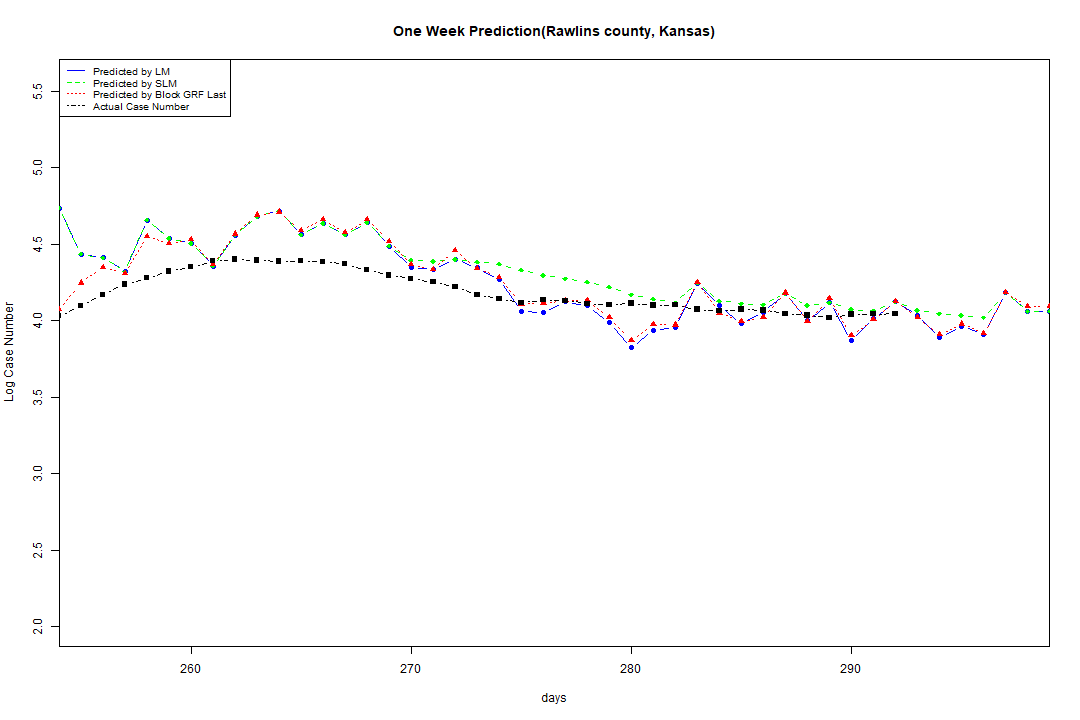 One Week Prediction(Rawlins county, Kansas)
Predicted by LM
Predicted by SLM
Predicted by Block GRF Last
Actual Case Number
5.5
5.0
4.5
4.0
3.5
3.0
2.5
2.0
Log Case Number
260
270
280
290
days